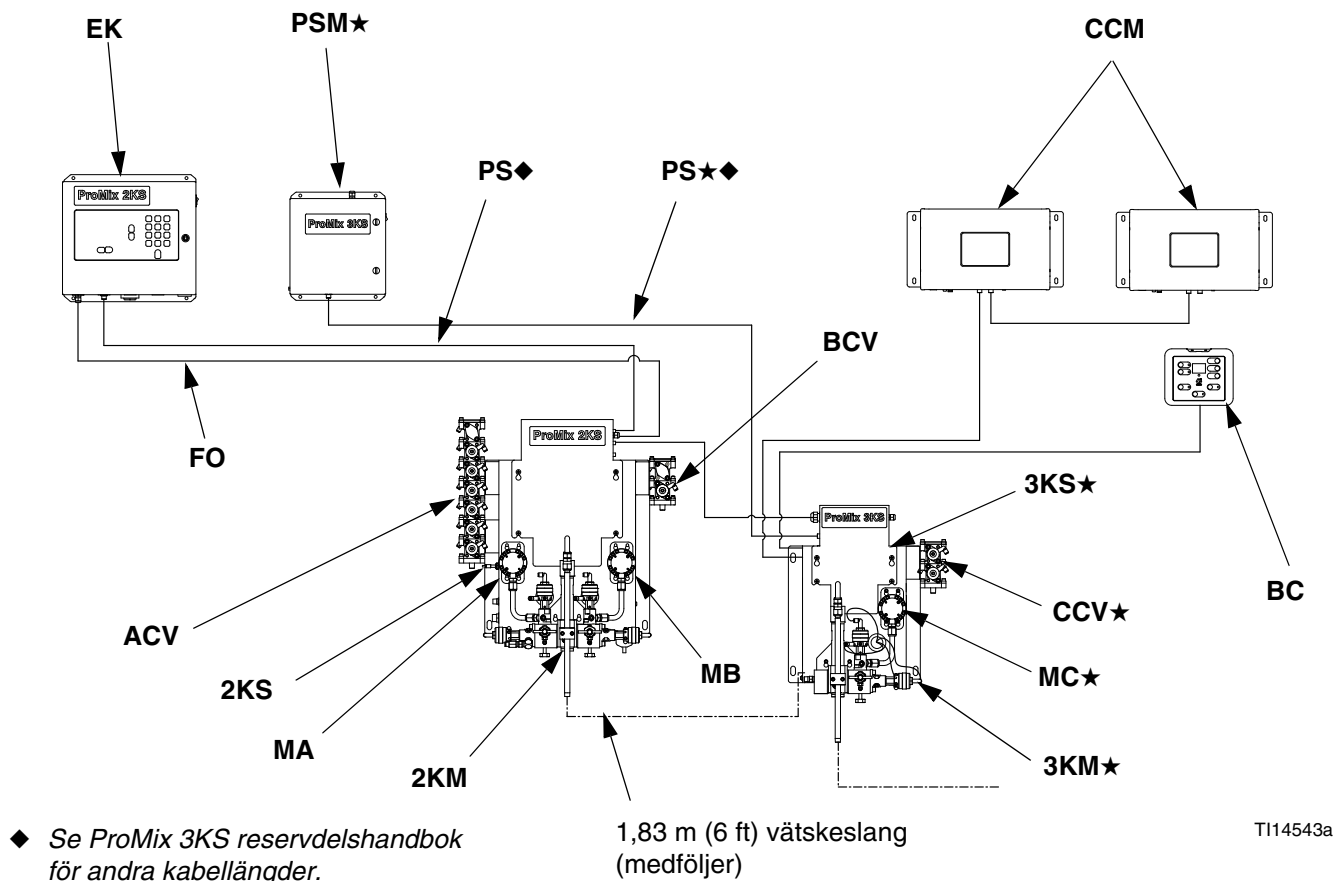 EK
PSM★
CCM
PS◆
PS★◆
ProMix 2KS
ProMix 3KS
BCV
FO
ProMix 2KS
3KS★
ProMix 3KS
BC
CCV★
ACV
MB
2KS
MC★
MA
2KM
3KM★
◆ Se ProMix 3KS reservdelshandbok
för andra kabellängder.
1,83 m (6 ft) vätskeslang
(medföljer)
TI14543a